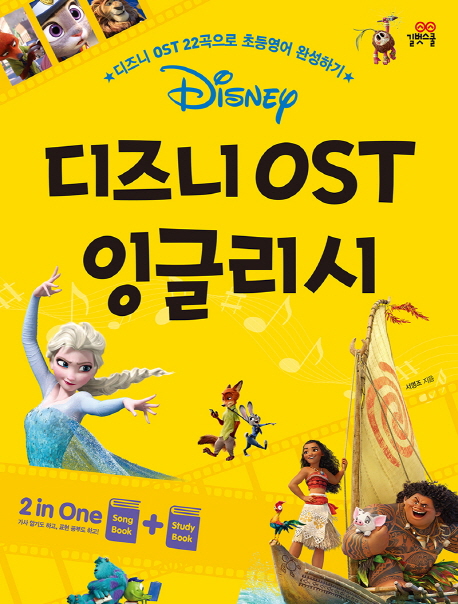 디즈니 OST 22곡으로 초등영어 완성하기
길벗스쿨
Disney
디즈니 OST
잉글리시
서영조 지음
2 in One
가사 암기도 하고, 표현 공부도 하고!
Song
Book
+
Study
Book